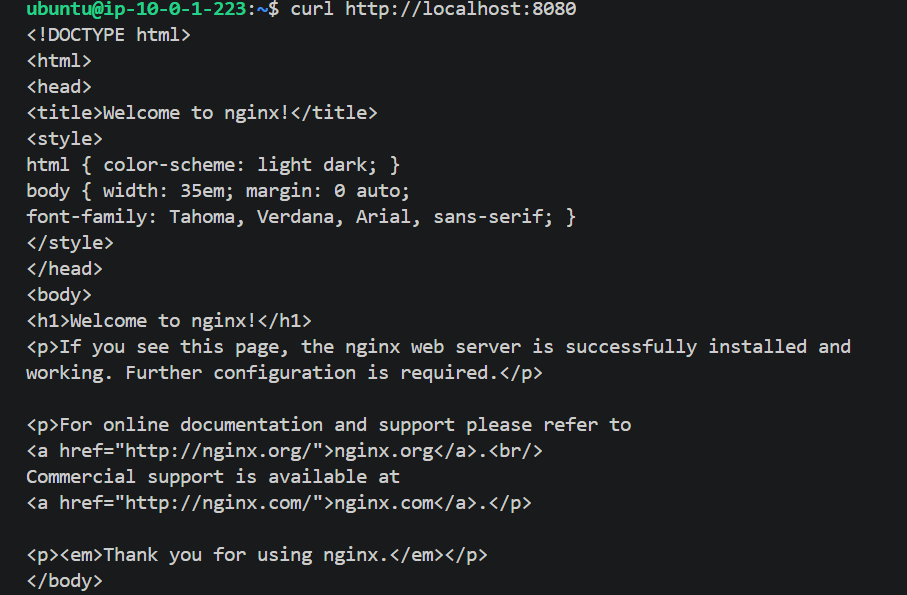 ubuntu@ip-10-0-1-223:~$ curl http://localhost:8080
<!DOCTYPE html>
<html>
<head>
<title>Welcome to nginx!</title>
<style>
html { color-scheme: light dark; }
body { width: 35em; margin: 0 auto;
font-family: Tahoma, Verdana, Arial, sans-serif; }
</style>
</head>
<body>
<h1>Welcome to nginx!</h1>
<p>If you see this page, the nginx web server is successfully installed and
working. Further configuration is required.</p>

<p>For online documentation and support please refer to
<a href="http://nginx.org/">nginx.org</a>.<br/>
Commercial support is available at
<a href="http://nginx.com/">nginx.com</a>.</p>

<p><em>Thank you for using nginx.</em></p>
</body>